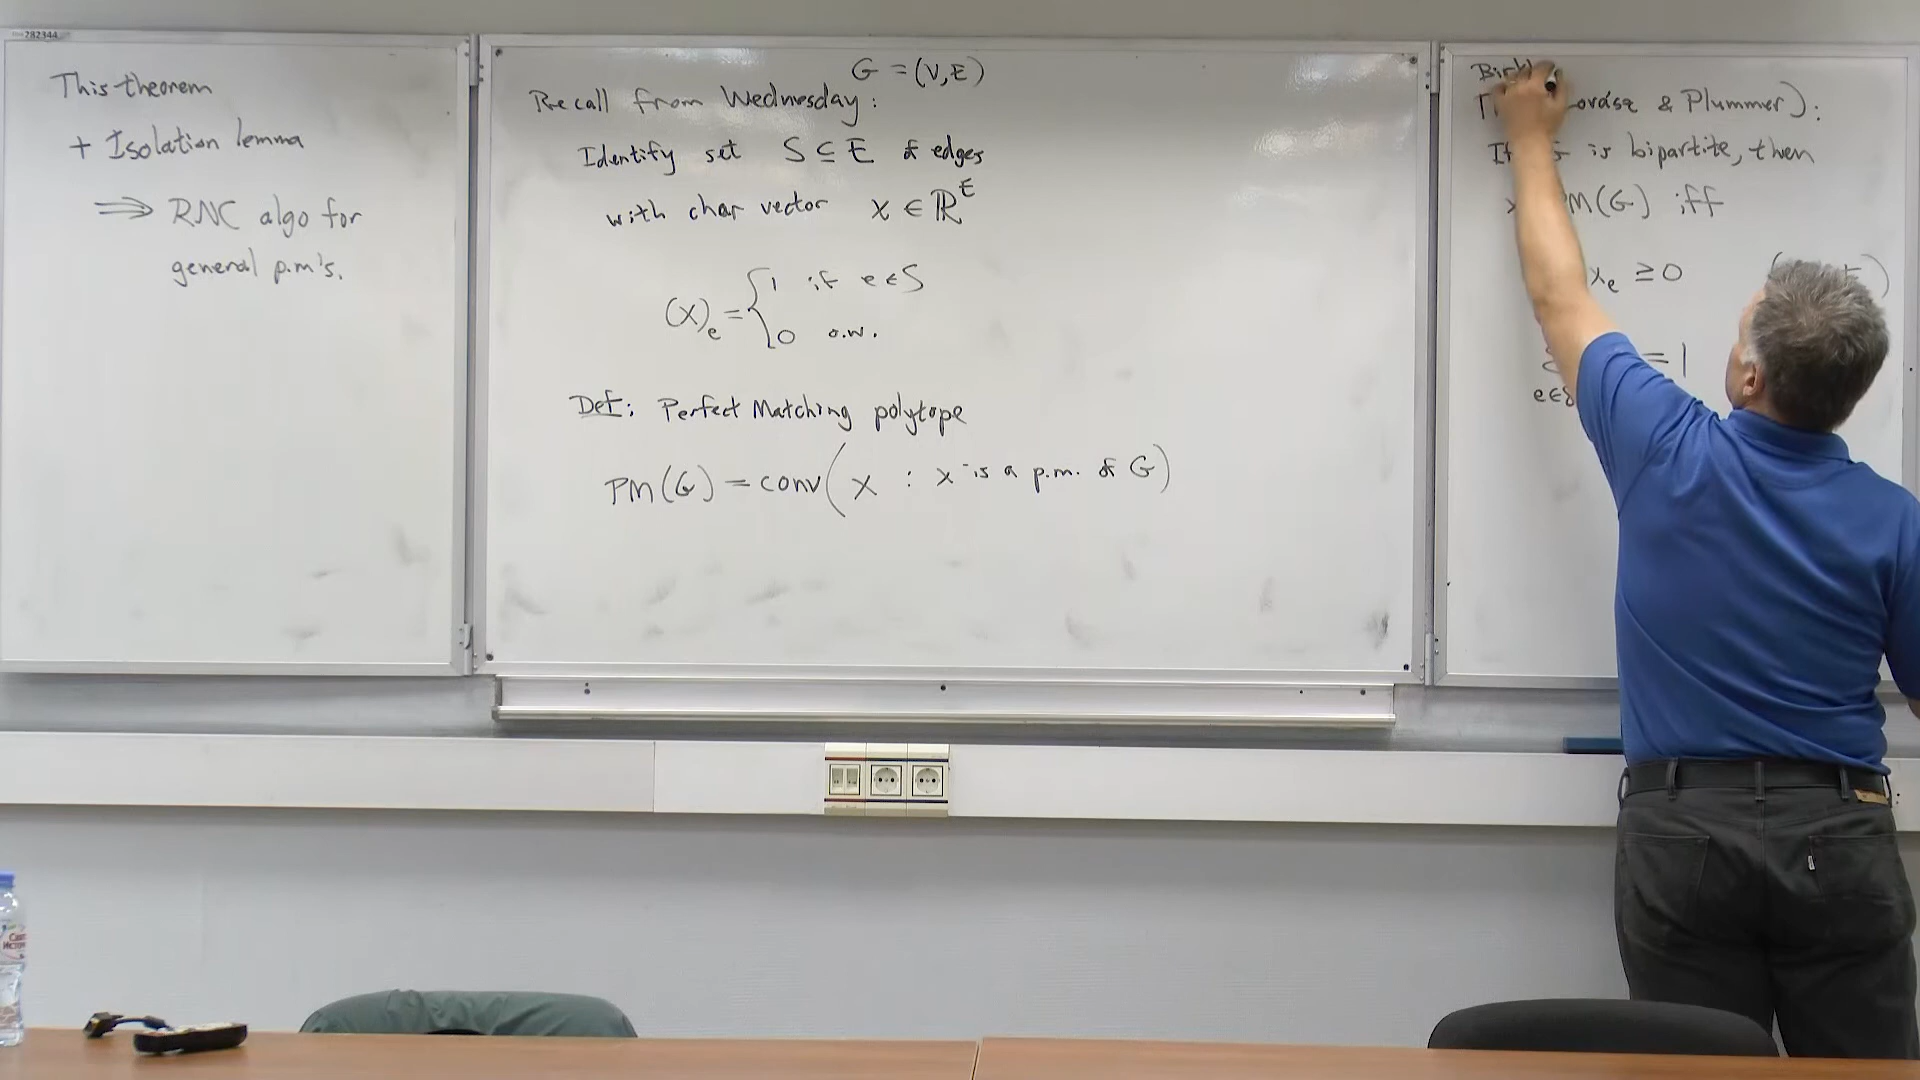 282344
This theorem
+ Isolation lemma
⟹ RNC algo for
general p.m's.
G = (V,E)
Recall from Wednesday:
Identify set S ⊆ E of edges
with char vector x ∈ ℝ^E
(x)_e = { 1 if e ∈ S
0 o.w.
Def: Perfect Matching polytope
PM(G) = conv( x : x is a p.m. of G )
& Plummer):
is bipartite, then
PM(G) iff
x_e ≥ 0
= 1